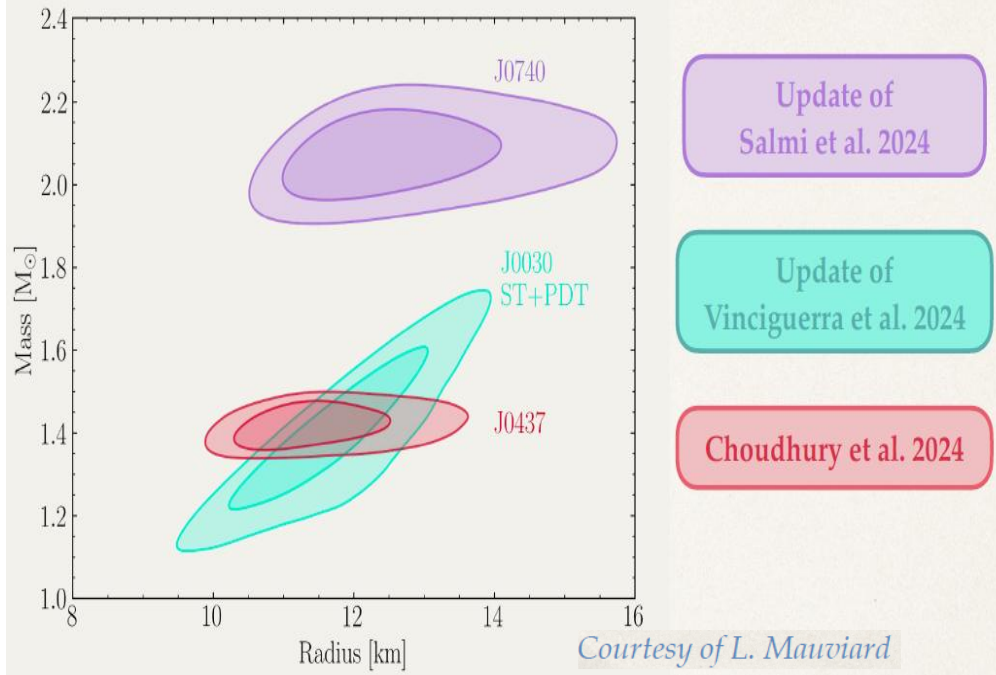 2.4
2.2
2.0
1.8
1.6
1.4
1.2
1.0
Mass [M☉]
8 10 12 14 16
Radius [km]
J0740
J0030
ST+PDT
J0437
Update of
Salmi et al. 2024
Update of
Vinciguerra et al. 2024
Choudhury et al. 2024
Courtesy of L. Mauviard